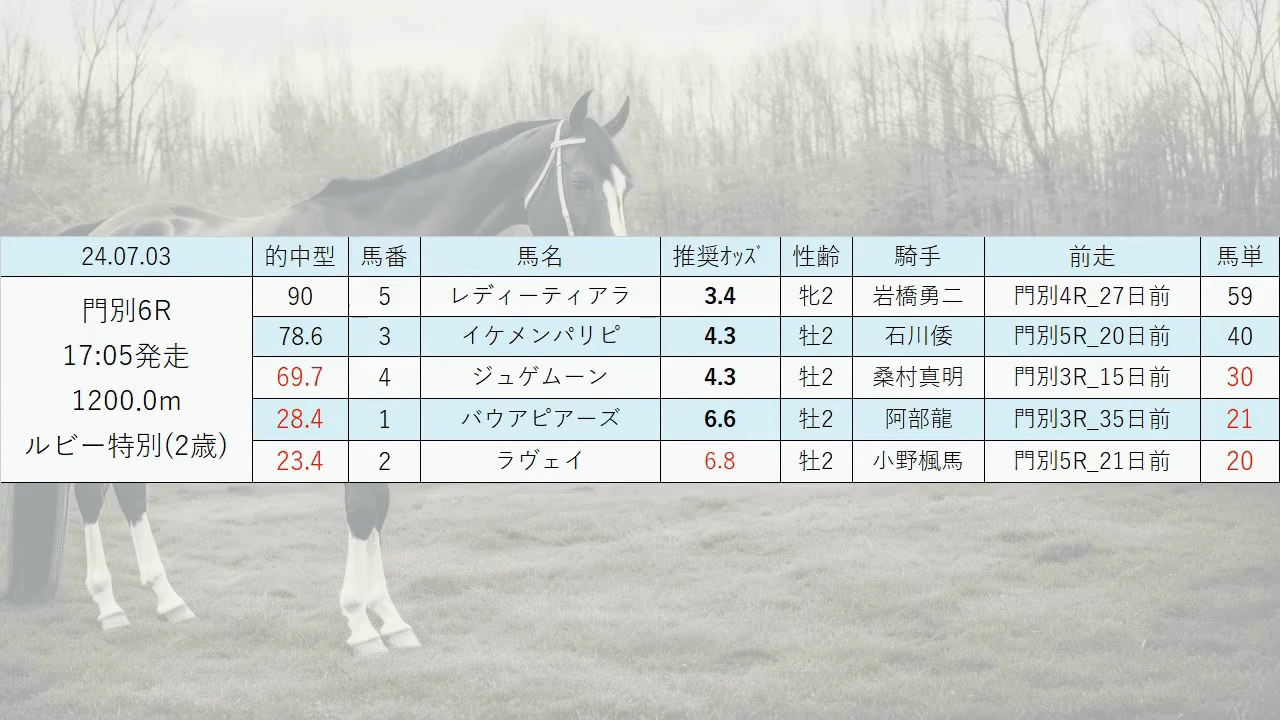 24.07.03 的中型 馬番 馬名 推奨ｵｯｽﾞ 性齢 騎手 前走 馬単
門別6R
17:05発走
1200.0m
ルビー特別(2歳)
90 5 レディーティアラ 3.4 牝2 岩橋勇二 門別4R_27日前 59
78.6 3 イケメンパリピ 4.3 牡2 石川倭 門別5R_20日前 40
69.7 4 ジュゲムーン 4.3 牡2 桑村真明 門別3R_15日前 30
28.4 1 バウアピアーズ 6.6 牡2 阿部龍 門別3R_35日前 21
23.4 2 ラヴェイ 6.8 牡2 小野楓馬 門別5R_21日前 20